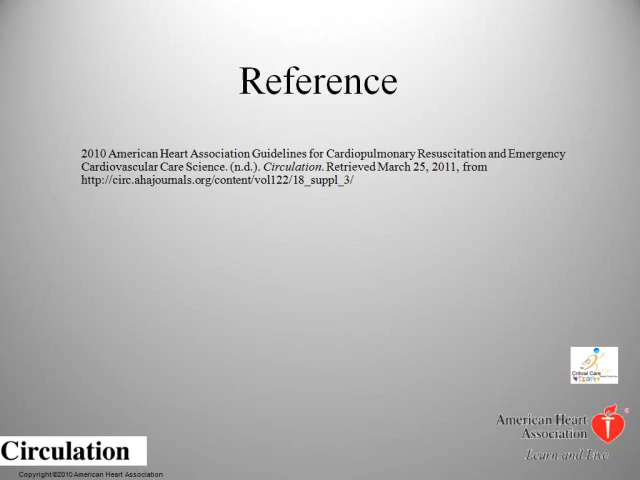 Reference
2010 American Heart Association Guidelines for Cardiopulmonary Resuscitation and Emergency
Cardiovascular Care Science. (n.d.). Circulation. Retrieved March 25, 2011, from
http://circ.ahajournals.org/content/vol122/18_suppl_3/
Critical Care
American Heart
Association
Learn and Live
Circulation
Copyright ©2010 American Heart Association